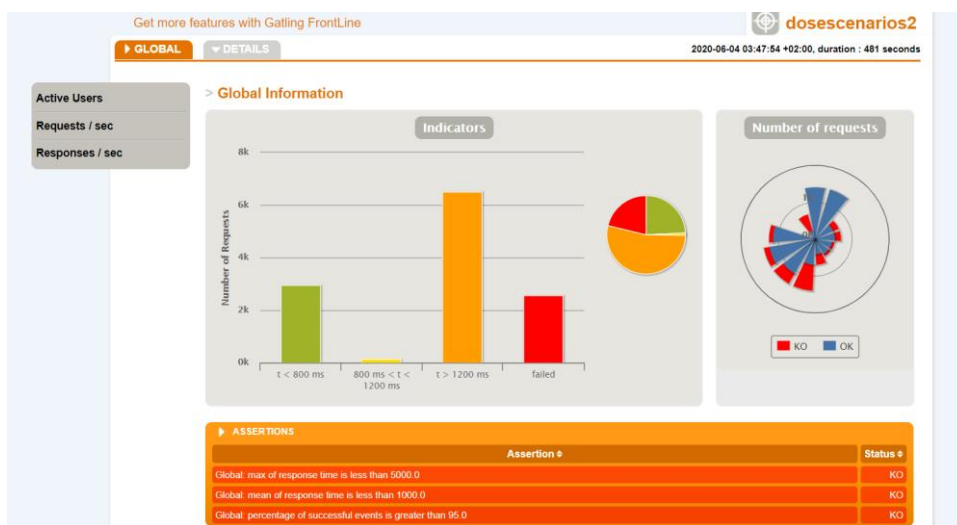 Get more features with Gatling FrontLine
dosescenarios2
GLOBAL
DETAILS
2020-06-04 03:47:54 +02:00, duration : 481 seconds
Active Users
Requests / sec
Responses / sec
> Global Information
Indicators
Number of Requests
8k
6k
4k
2k
0k
t < 800 ms
800 ms < t <
1200 ms
t > 1200 ms
failed
Number of requests
KO
OK
ASSERTIONS
Assertion
Status
Global: max of response time is less than 5000.0 KO
Global: mean of response time is less than 1000.0 KO
Global: percentage of successful events is greater than 95.0 KO